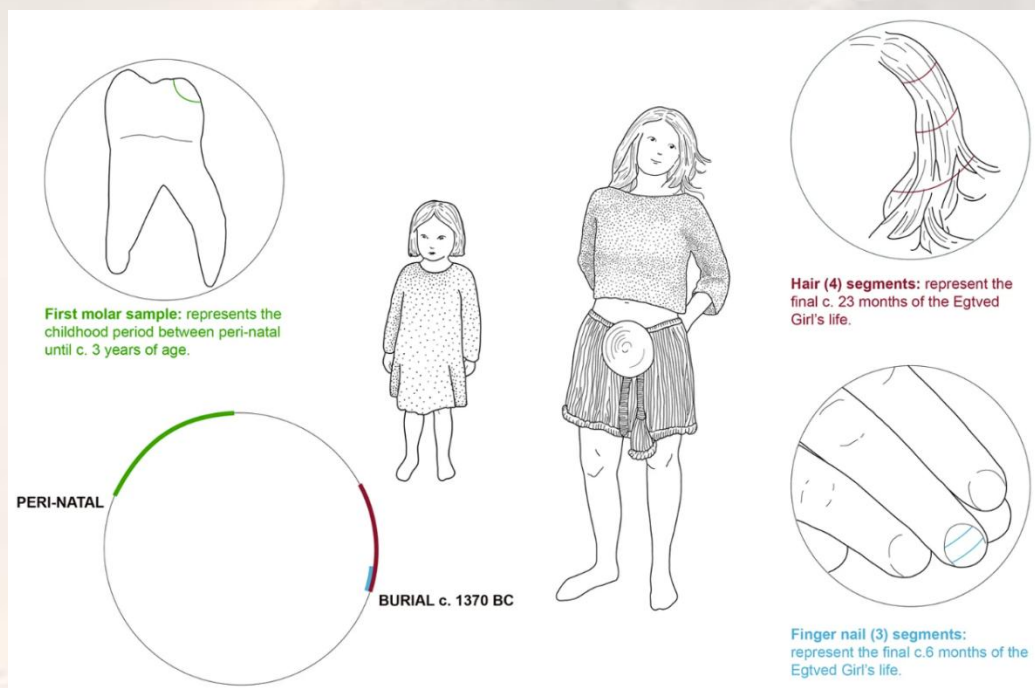 First molar sample: represents the
childhood period between peri-natal
until c. 3 years of age.
PERI-NATAL
BURIAL c. 1370 BC
Hair (4) segments: represent the
final c. 23 months of the Egtved
Girl's life.
Finger nail (3) segments:
represent the final c.6 months of the
Egtved Girl's life.